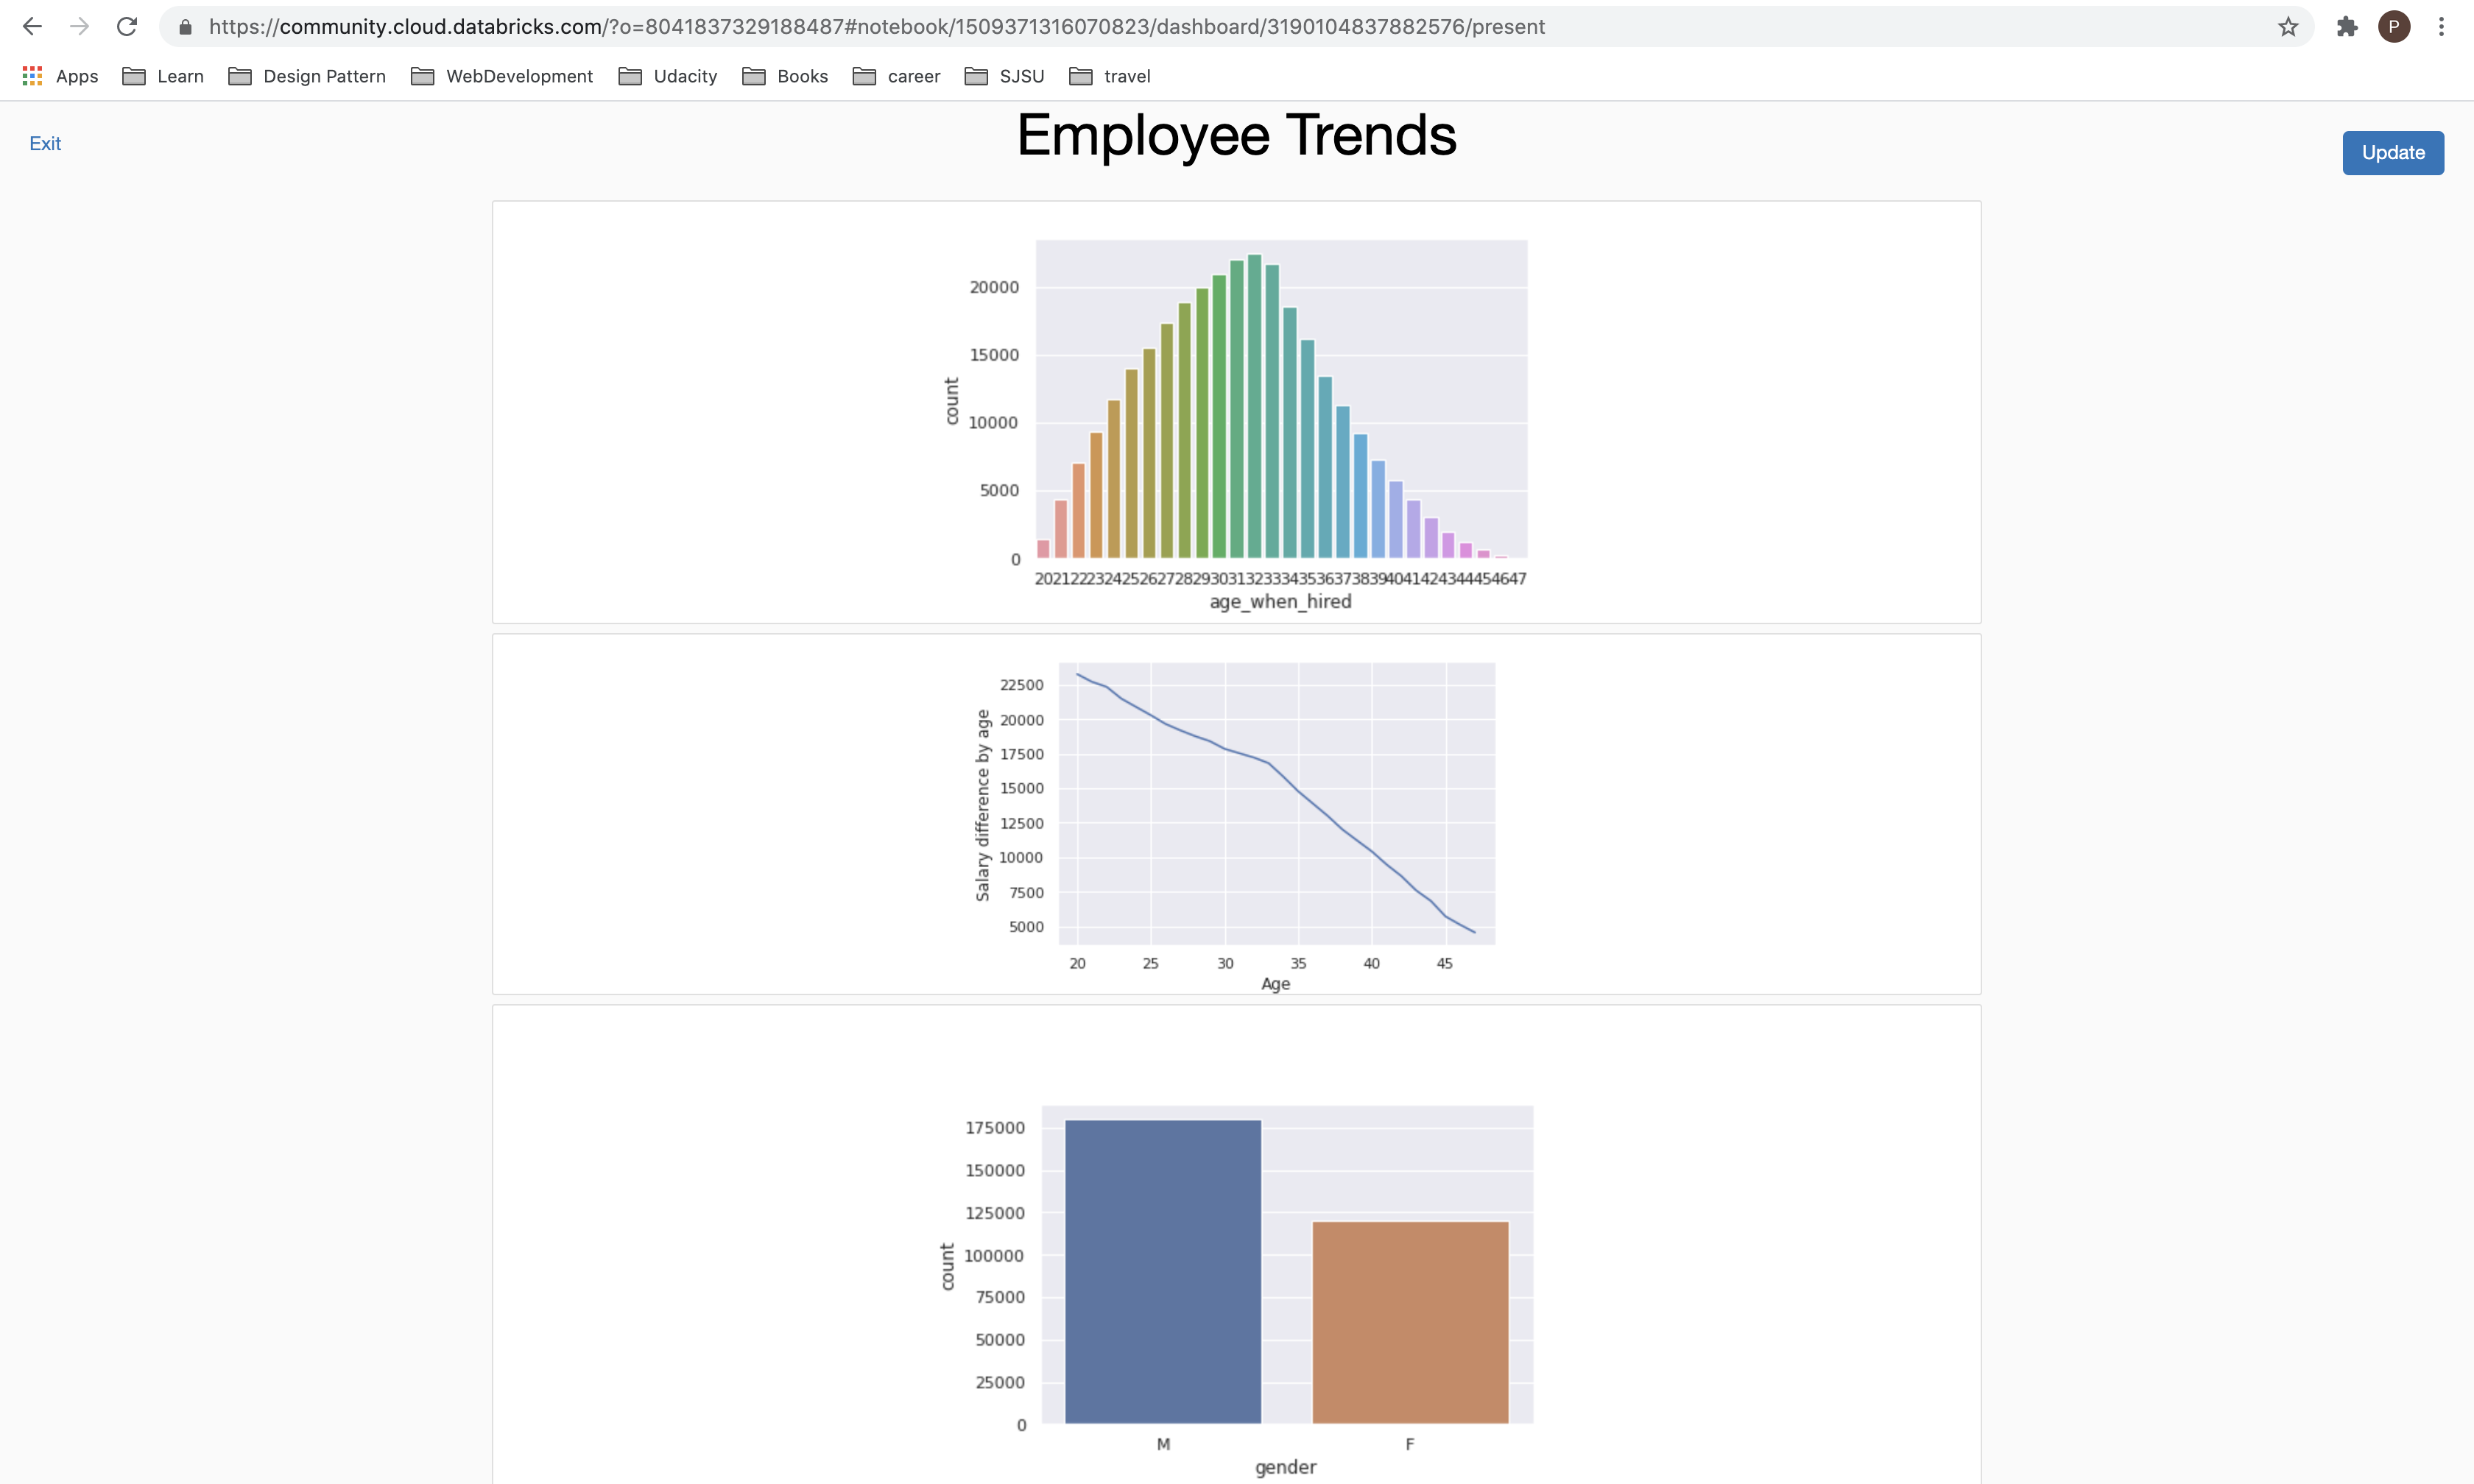 https://community.cloud.databricks.com/?o=8041837329188487#notebook/1509371316070823/dashboard/3190104837882576/present
P
Apps Learn Design Pattern WebDevelopment Udacity Books career SJSU travel
Employee Trends
Exit
Update
20000
15000
10000
5000
0
count
20212223242526272829303132333435363738394041424344454647
age_when_hired
22500
20000
17500
15000
12500
10000
7500
5000
Salary difference by age
20 25 30 35 40 45
Age
175000
150000
125000
100000
75000
50000
25000
0
count
M F
gender